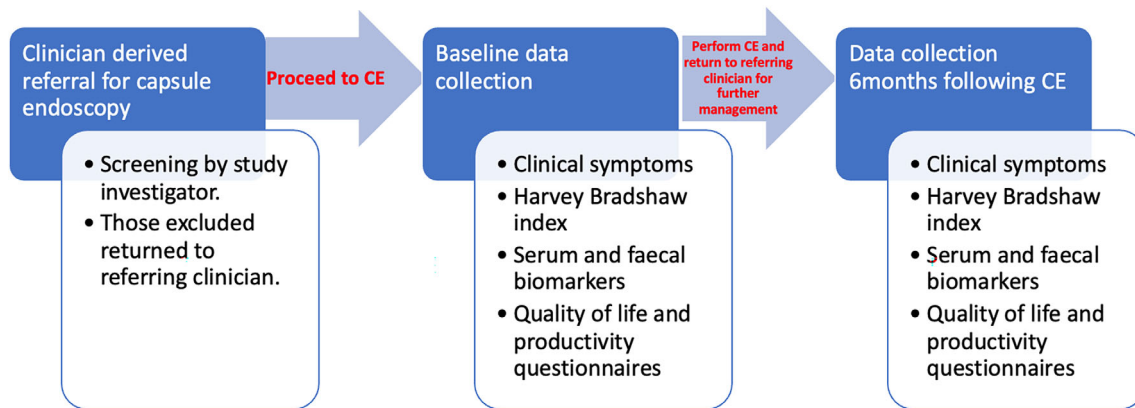 Clinician derived
referral for capsule
endoscopy
• Screening by study
investigator.
• Those excluded
returned to
referring clinician.
Proceed to CE
Baseline data
collection
• Clinical symptoms
• Harvey Bradshaw
index
• Serum and faecal
biomarkers
• Quality of life and
productivity
questionnaires
Perform CE and
return to referring
clinician for
further
management
Data collection
6months following CE
• Clinical symptoms
• Harvey Bradshaw
index
• Serum and faecal
biomarkers
• Quality of life and
productivity
questionnaires